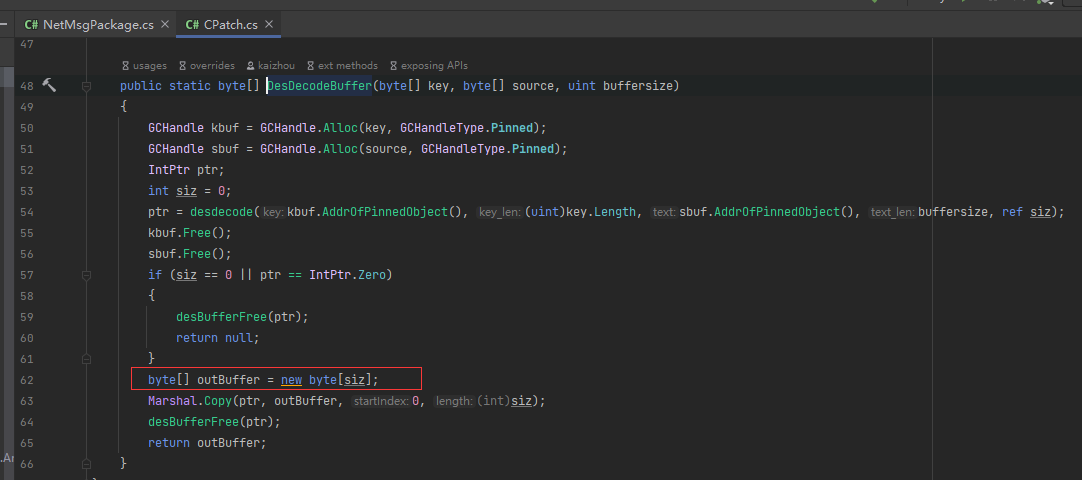 NetMsgPackage.cs CPatch.cs
47
usages overrides kaizhou ext methods exposing APIs
48 public static byte[] DesDecodeBuffer(byte[] key, byte[] source, uint buffersize)
49 {
50 GCHandle kbuf = GCHandle.Alloc(key, GCHandleType.Pinned);
51 GCHandle sbuf = GCHandle.Alloc(source, GCHandleType.Pinned);
52 IntPtr ptr;
53 int siz = 0;
54 ptr = desdecode(key:kbuf.AddrOfPinnedObject(), key_len:(uint)key.Length, text:sbuf.AddrOfPinnedObject(), text_len:buffersize, ref siz);
55 kbuf.Free();
56 sbuf.Free();
57 if (siz == 0 || ptr == IntPtr.Zero)
58 {
59 desBufferFree(ptr);
60 return null;
61 }
62 byte[] outBuffer = new byte[siz];
63 Marshal.Copy(ptr, outBuffer, startIndex:0, length:(int)siz);
64 desBufferFree(ptr);
65 return outBuffer;
.Ar
66 }